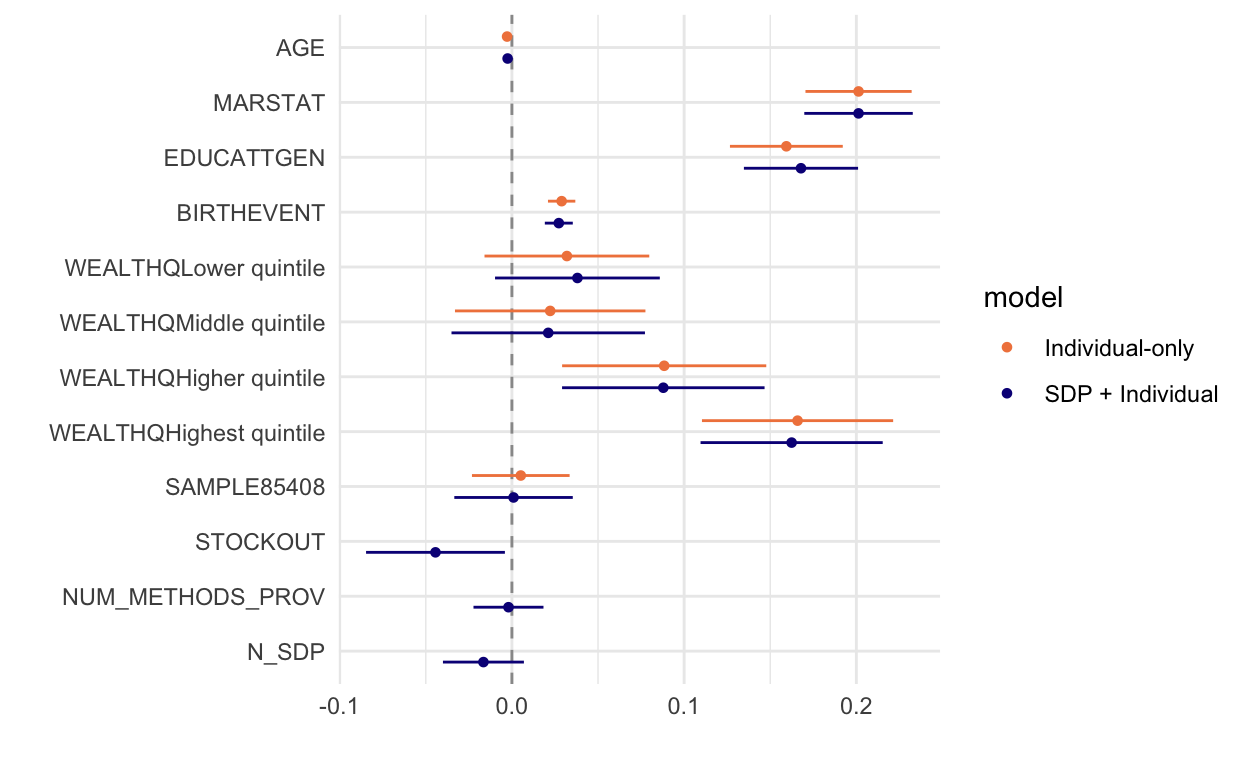 AGE
MARSTAT
EDUCATTGEN
BIRTHEVENT
WEALTHQLower quintile
WEALTHQMiddle quintile
WEALTHQHigher quintile
WEALTHQHighest quintile
SAMPLE85408
STOCKOUT
NUM_METHODS_PROV
N_SDP
-0.1 0.0 0.1 0.2
model
Individual-only
SDP + Individual